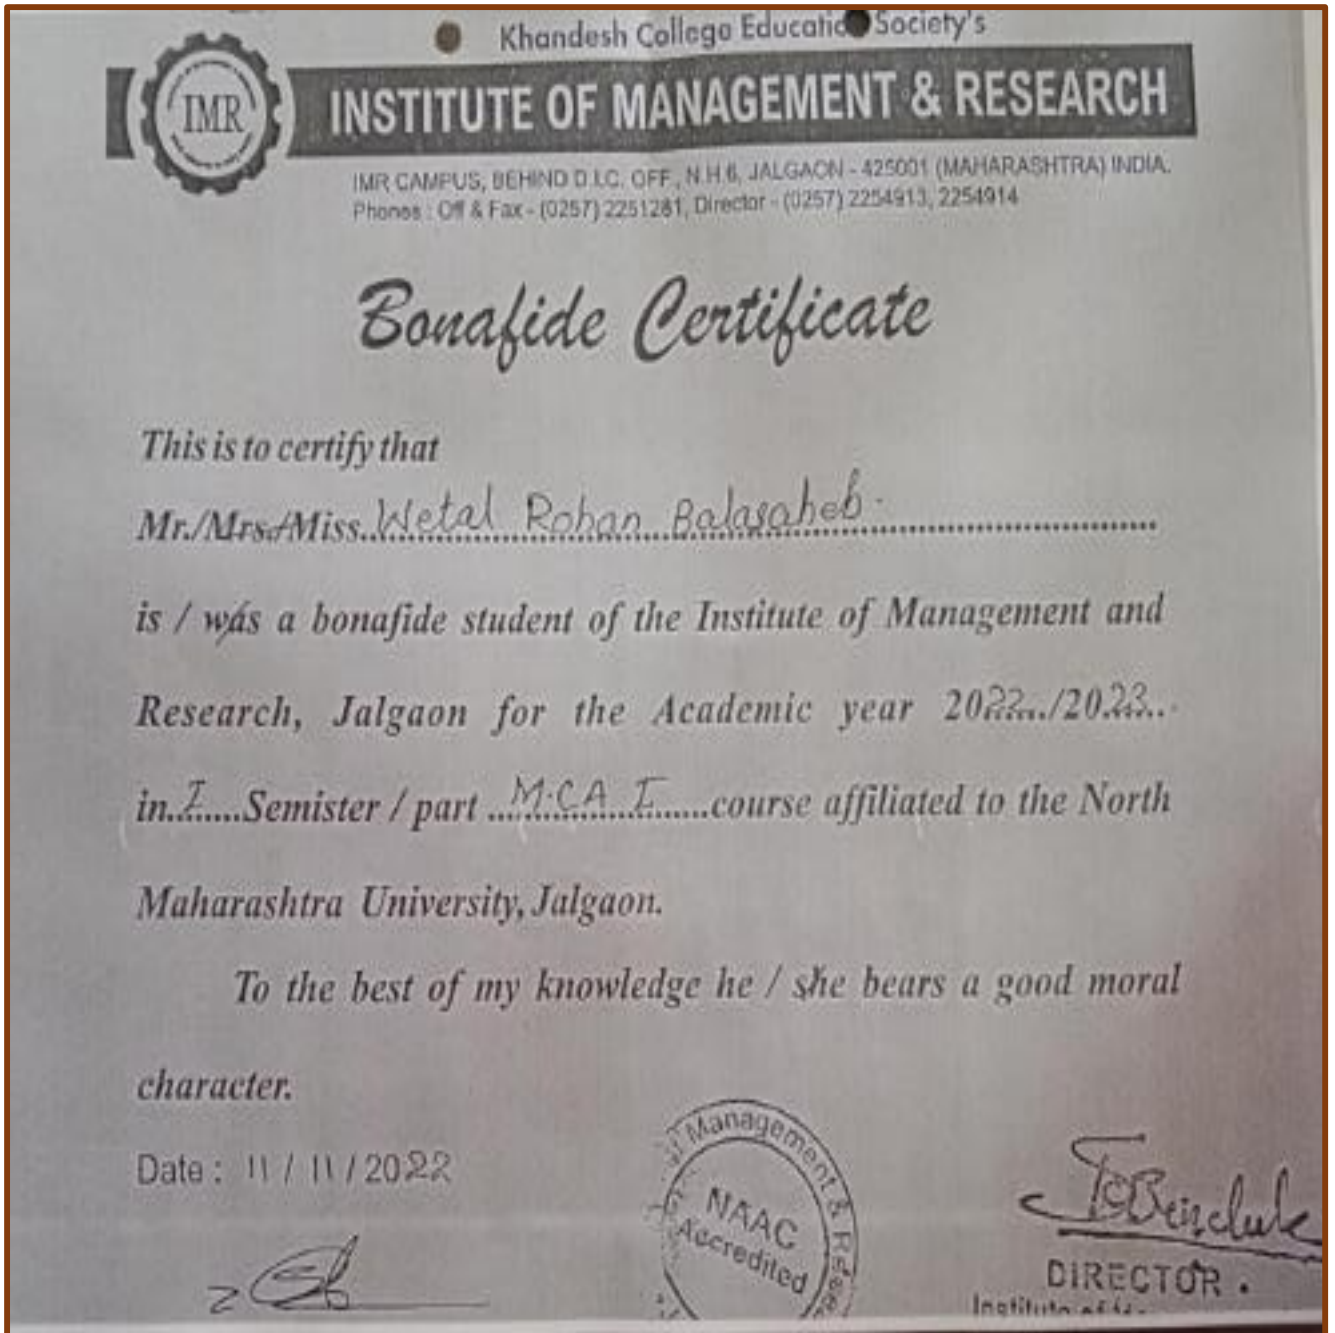 Khandesh College Education Society's
IMR
INSTITUTE OF MANAGEMENT & RESEARCH
IMR CAMPUS, BEHIND D.I.C. OFF., N.H.6, JALGAON - 425001 (MAHARASHTRA) INDIA.
Phones : Off & Fax - (0257) 2251281, Director - (0257) 2254913, 2254914
Bonafide Certificate
This is to certify that
Mr./Mrs./Miss. Wetal Rohan Balasaheb.
is / was a bonafide student of the Institute of Management and
Research, Jalgaon for the Academic year 2022../2023..
in..I....Semister / part ...M.CA..I.....course affiliated to the North
Maharashtra University, Jalgaon.
To the best of my knowledge he / she bears a good moral
character.
Date : 11 / 11 / 2022
Management & Rese
NAAC
Accredited
DIRECTOR .
Institute of